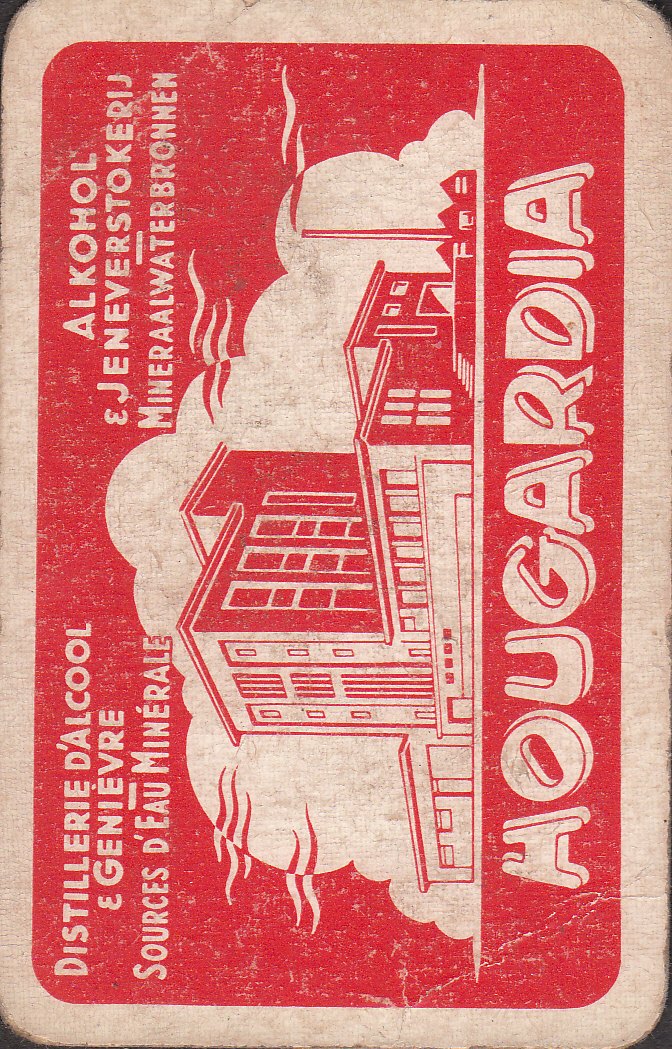 DISTILLERIE D'ALCOOL
& GENIÈVRE
SOURCES D'EAU MINÉRALE
ALKOHOL
& JENEVERSTOKERIJ
MINERAALWATERBRONNEN
HOUGARDIA